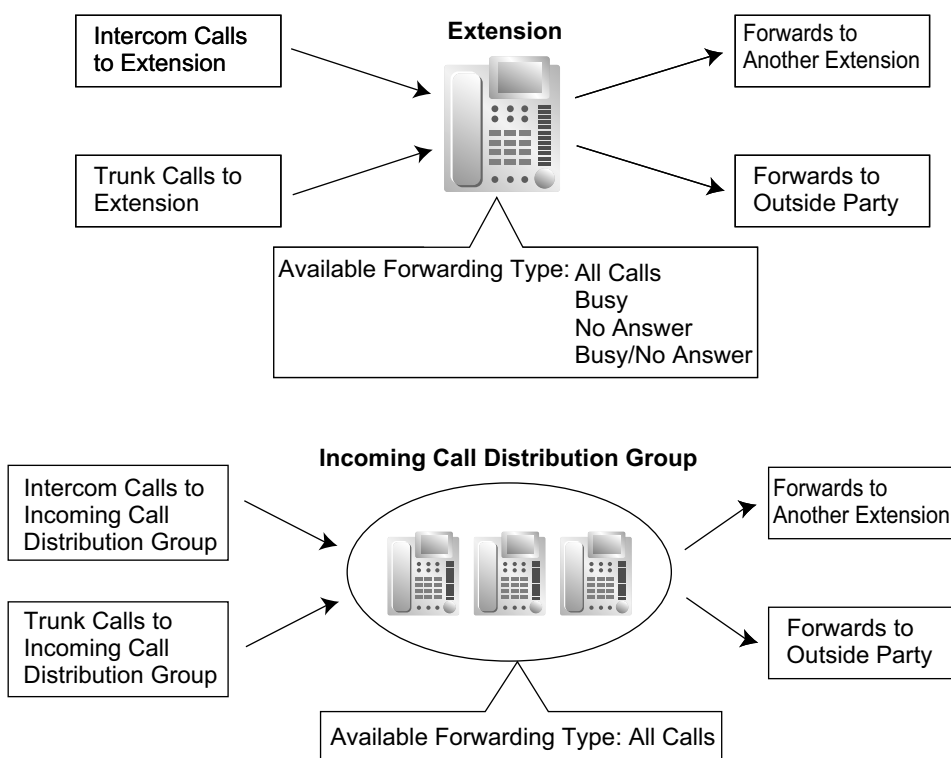 Intercom Calls
to Extension
Extension
Forwards to
Another Extension
Trunk Calls to
Extension
Forwards to
Outside Party
Available Forwarding Type: All Calls
Busy
No Answer
Busy/No Answer
Incoming Call Distribution Group
Intercom Calls to
Incoming Call
Distribution Group
Forwards to
Another Extension
Trunk Calls to
Incoming Call
Distribution Group
Forwards to
Outside Party
Available Forwarding Type: All Calls